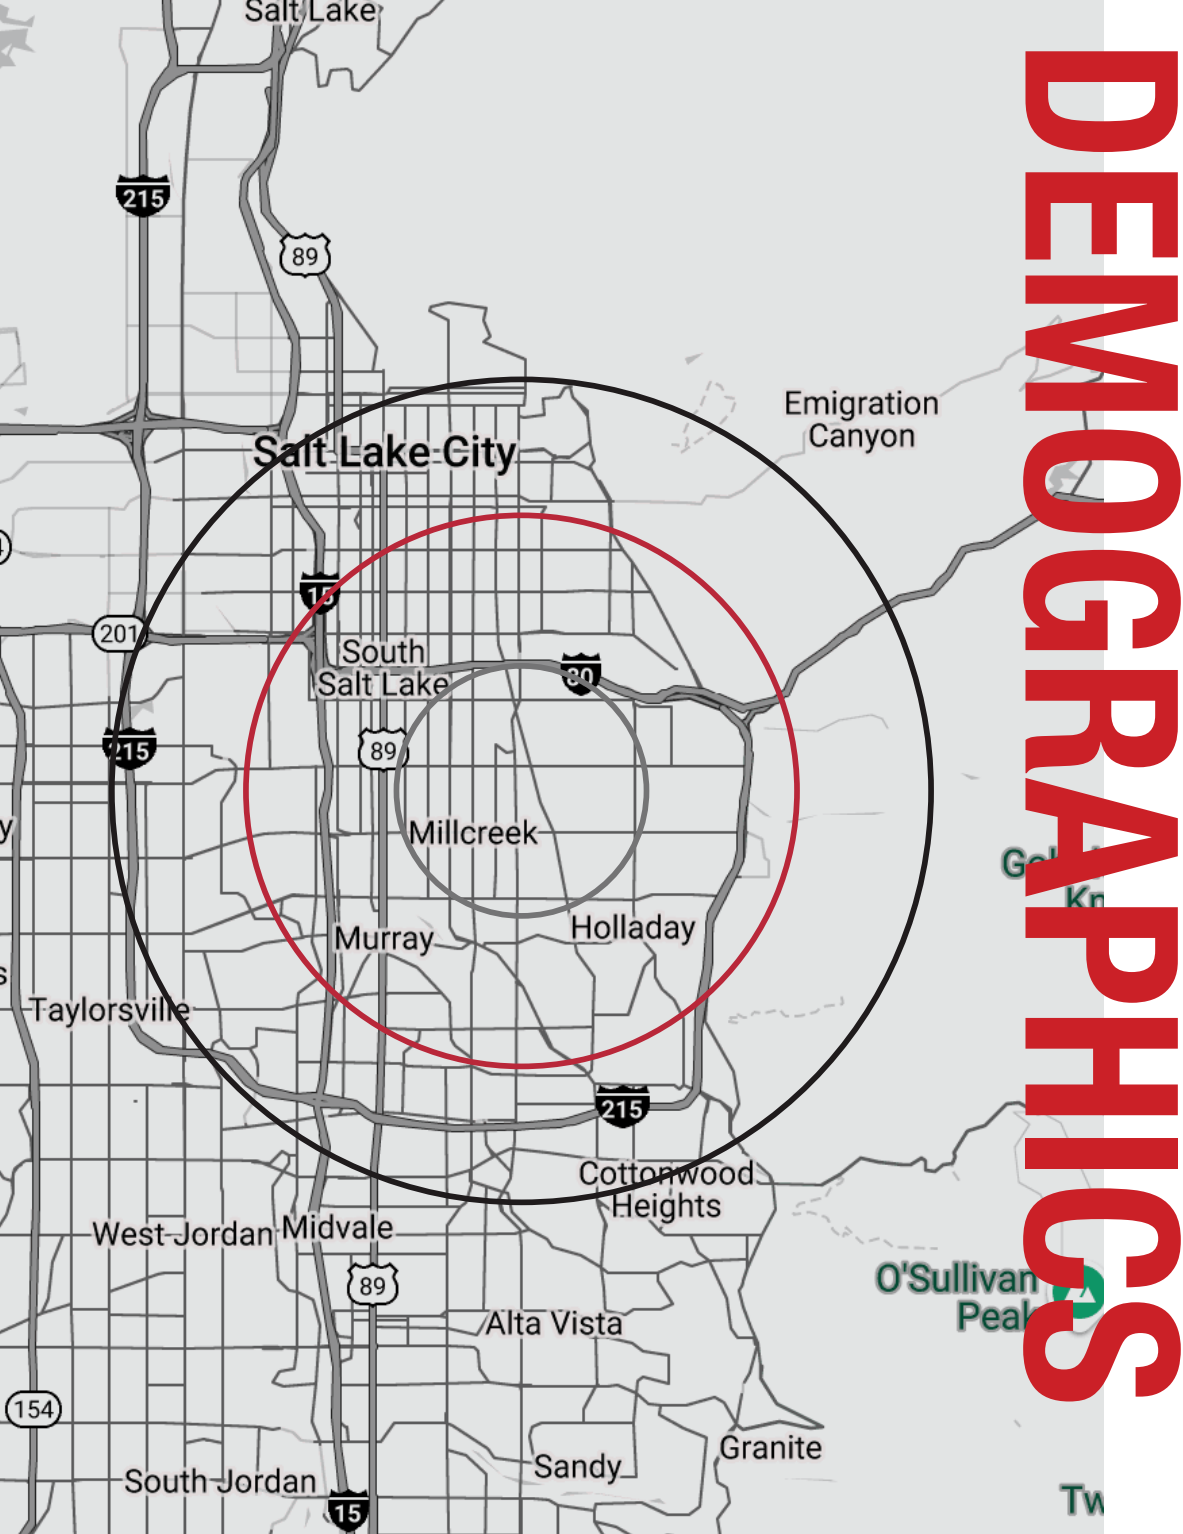 Salt Lake
215
89
Emigration
Canyon
Salt Lake City
15
201
South
Salt Lake
80
215
89
Millcreek
Murray
Holladay
Taylorsville
215
Cottonwood
Heights
West Jordan
Midvale
89
O'Sullivan
Peak
Alta Vista
154
Granite
Sandy
South Jordan
15
Tw
DEMOGRAPHICS